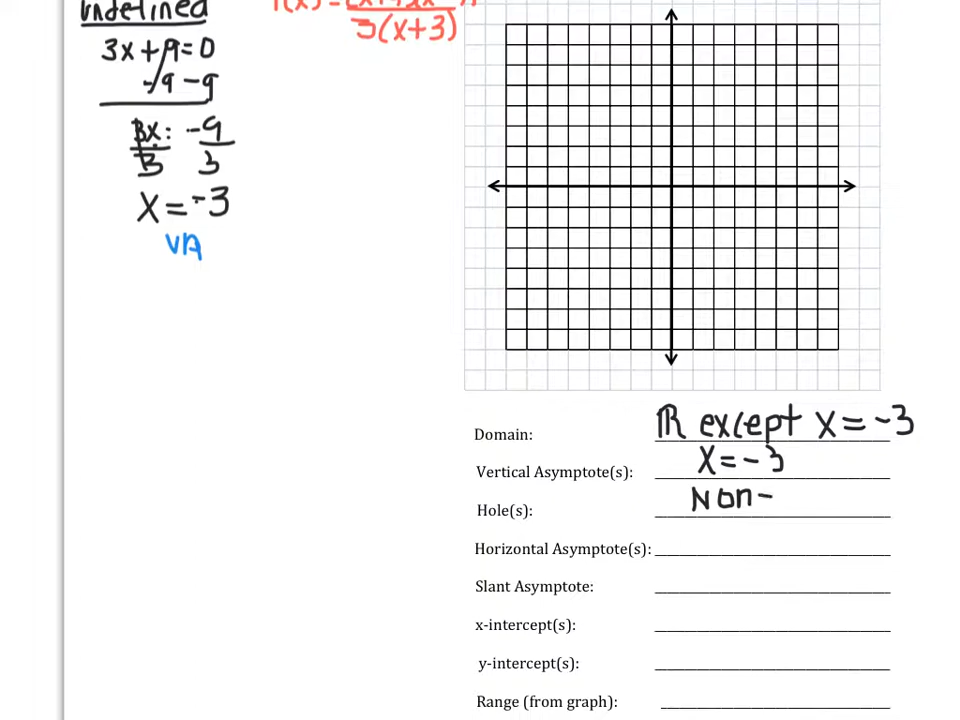 undefined
3x+9=0
-9 -9
3x = -9
3 3
x = -3
VA
3(x+3)
Domain: ℝ except x = -3
Vertical Asymptote(s): x = -3
Hole(s): Non-
Horizontal Asymptote(s):
Slant Asymptote:
x-intercept(s):
y-intercept(s):
Range (from graph):